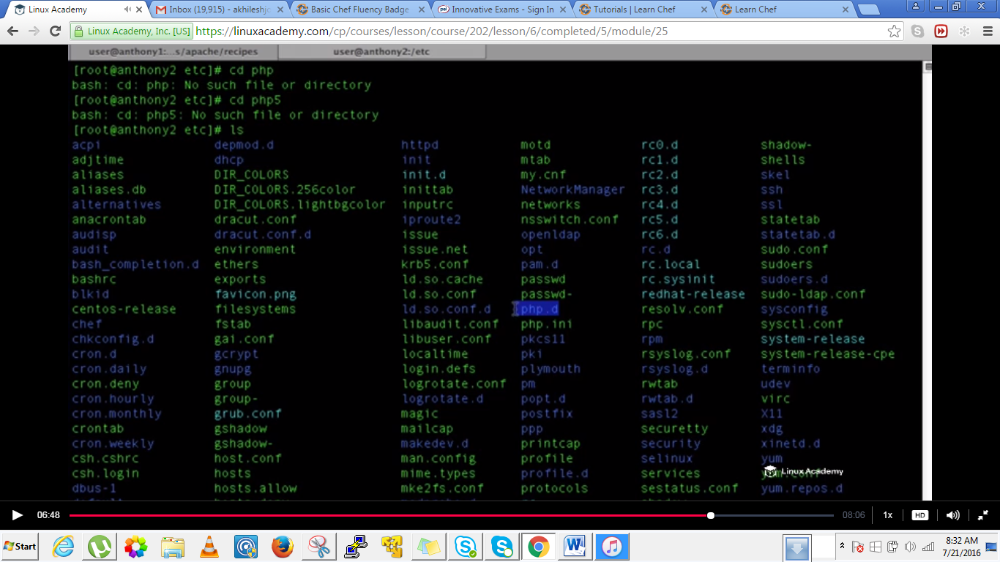 Linux Academy
Inbox (19,915) - akhileshjo
Basic Chef Fluency Badge
Innovative Exams - Sign In
Tutorials | Learn Chef
Learn Chef
Linux Academy, Inc. [US] https://linuxacademy.com/cp/courses/lesson/course/202/lesson/6/completed/5/module/25
user@anthony1:...s/apache/recipes user@anthony2:/etc
[root@anthony2 etc]# cd php
bash: cd: php: No such file or directory
[root@anthony2 etc]# cd php5
bash: cd: php5: No such file or directory
[root@anthony2 etc]# ls
acpi depmod.d httpd motd rc0.d shadow-
adjtime dhcp init mtab rc1.d shells
aliases DIR_COLORS init.d my.cnf rc2.d skel
aliases.db DIR_COLORS.256color inittab NetworkManager rc3.d ssh
alternatives DIR_COLORS.lightbgcolor inputrc networks rc4.d ssl
anacrontab dracut.conf iproute2 nsswitch.conf rc5.d statetab
audisp dracut.conf.d issue openldap rc6.d statetab.d
audit environment issue.net opt rc.d sudo.conf
bash_completion.d ethers krb5.conf pam.d rc.local sudoers
bashrc exports ld.so.cache passwd rc.sysinit sudoers.d
blkid favicon.png ld.so.conf passwd- redhat-release sudo-ldap.conf
centos-release filesystems ld.so.conf.d php.d resolv.conf sysconfig
chef fstab libaudit.conf php.ini rpc sysctl.conf
chkconfig.d gai.conf libuser.conf pkcs11 rpm system-release
cron.d gcrypt localtime pki rsyslog.conf system-release-cpe
cron.daily gnupg login.defs plymouth rsyslog.d terminfo
cron.deny group logrotate.conf pm rwtab udev
cron.hourly group- logrotate.d popt.d rwtab.d virc
cron.monthly grub.conf magic postfix sasl2 X11
crontab gshadow mailcap ppp securetty xdg
cron.weekly gshadow- makedev.d printcap security xinetd.d
csh.cshrc host.conf man.config profile selinux yum
csh.login hosts mime.types profile.d services
Linux Academy
dbus-1 hosts.allow mke2fs.conf protocols sestatus.conf yum.repos.d
06:48 08:06 1x HD
Start
8:32 AM
7/21/2016